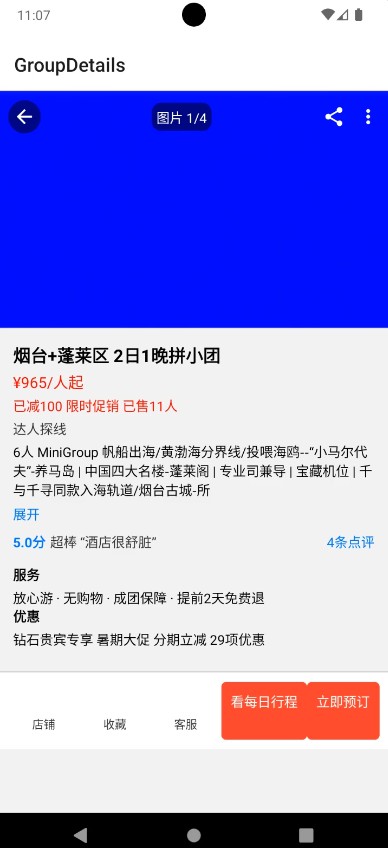 11:07
GroupDetails
图片 1/4
烟台+蓬莱区 2日1晚拼小团
¥965/人起
已减100 限时促销 已售11人
达人探线
6人 MiniGroup 帆船出海/黄渤海分界线/投喂海鸥--“小马尔代
夫”-养马岛 | 中国四大名楼-蓬莱阁 | 专业司兼导 | 宝藏机位 | 千
与千寻同款入海轨道/烟台古城-所
展开
5.0分 超棒 “酒店很舒脏” 4条点评
服务
放心游 · 无购物 · 成团保障 · 提前2天免费退
优惠
钻石贵宾专享 暑期大促 分期立减 29项优惠
看每日行程 立即预订
店铺 收藏 客服